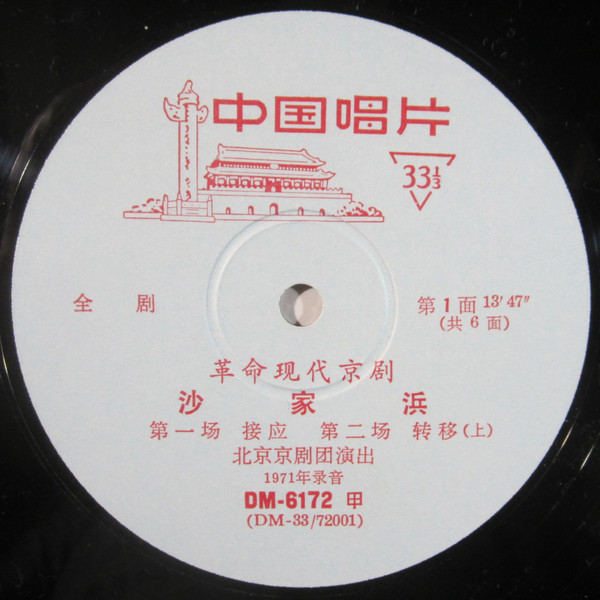 中国唱片
33⅓
全 剧
第1面 13′47″
(共6面)
革命现代京剧
沙 家 浜
第一场 接应 第二场 转移(上)
北京京剧团演出
1971年录音
DM-6172 甲
(DM-33/72001)